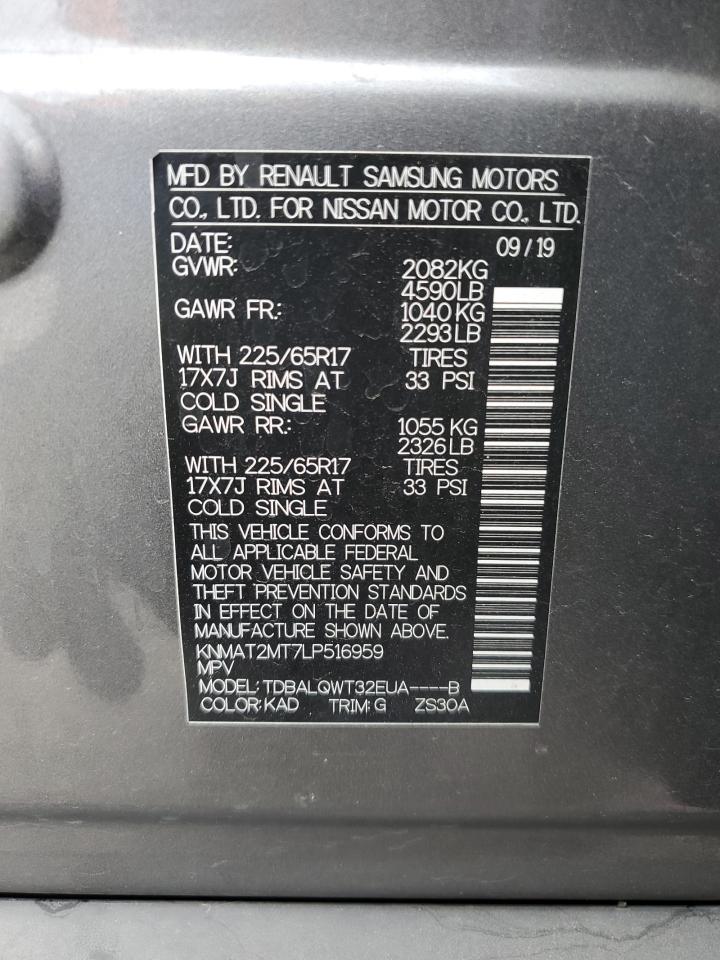 MFD BY RENAULT SAMSUNG MOTORS
CO., LTD. FOR NISSAN MOTOR CO., LTD.
DATE: 09/19
GVWR: 2082KG
4590LB
GAWR FR.: 1040KG
2293LB
WITH 225/65R17 TIRES
17X7J RIMS AT 33 PSI
COLD SINGLE
GAWR RR.: 1055KG
2326LB
WITH 225/65R17 TIRES
17X7J RIMS AT 33 PSI
COLD SINGLE
THIS VEHICLE CONFORMS TO
ALL APPLICABLE FEDERAL
MOTOR VEHICLE SAFETY AND
THEFT PREVENTION STANDARDS
IN EFFECT ON THE DATE OF
MANUFACTURE SHOWN ABOVE.
KNMAT2MT7LP516959
MPV
MODEL: TDBALQWT32EUA----B
COLOR: KAD TRIM: G ZS30A